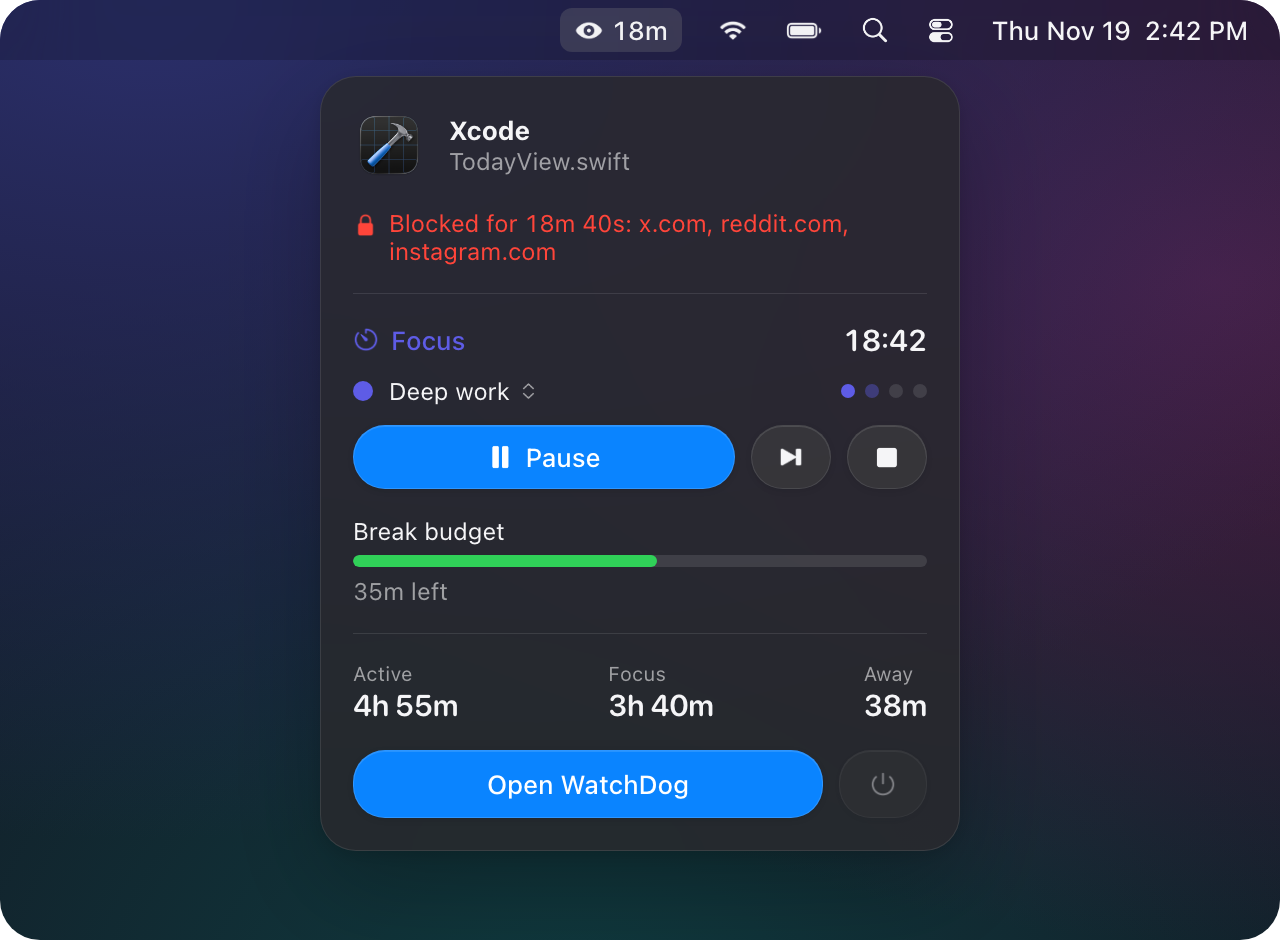 18m Thu Nov 19 2:42 PM
Xcode
TodayView.swift
Blocked for 18m 40s: x.com, reddit.com,
instagram.com
Focus 18:42
Deep work
Pause
Break budget
35m left
Active Focus Away
4h 55m 3h 40m 38m
Open WatchDog